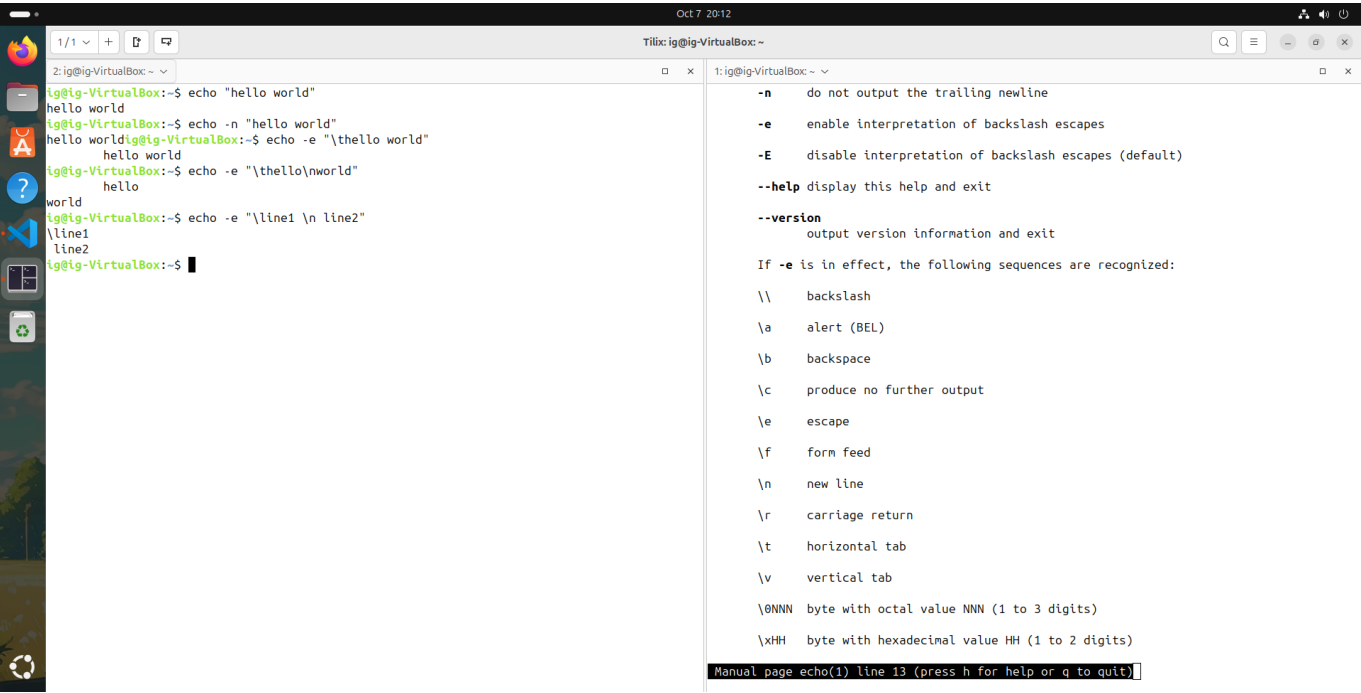 Oct 7 20:12
1 / 1
Tilix: ig@ig-VirtualBox: ~
2: ig@ig-VirtualBox: ~
ig@ig-VirtualBox:~$ echo "hello world"
hello world
ig@ig-VirtualBox:~$ echo -n "hello world"
hello worldig@ig-VirtualBox:~$ echo -e "\thello world"
        hello world
ig@ig-VirtualBox:~$ echo -e "\thello\nworld"
        hello
world
ig@ig-VirtualBox:~$ echo -e "\line1 \n line2"
\line1
 line2
ig@ig-VirtualBox:~$
1: ig@ig-VirtualBox: ~
-n     do not output the trailing newline
-e     enable interpretation of backslash escapes
-E     disable interpretation of backslash escapes (default)
--help display this help and exit
--version
       output version information and exit
If -e is in effect, the following sequences are recognized:
\\     backslash
\a     alert (BEL)
\b     backspace
\c     produce no further output
\e     escape
\f     form feed
\n     new line
\r     carriage return
\t     horizontal tab
\v     vertical tab
\0NNN  byte with octal value NNN (1 to 3 digits)
\xHH   byte with hexadecimal value HH (1 to 2 digits)
Manual page echo(1) line 13 (press h for help or q to quit)